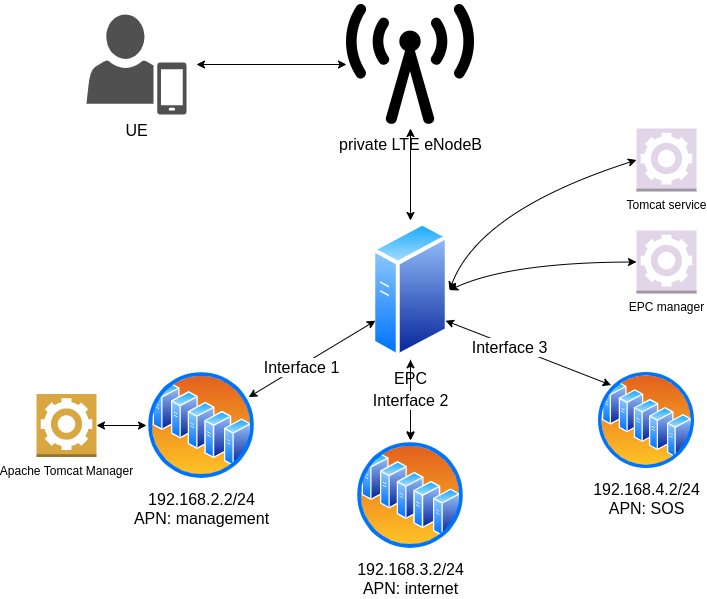 UE
private LTE eNodeB
Tomcat service
EPC manager
Interface 3
Interface 1
EPC
Interface 2
Apache Tomcat Manager
192.168.2.2/24
APN: management
192.168.4.2/24
APN: SOS
192.168.3.2/24
APN: internet